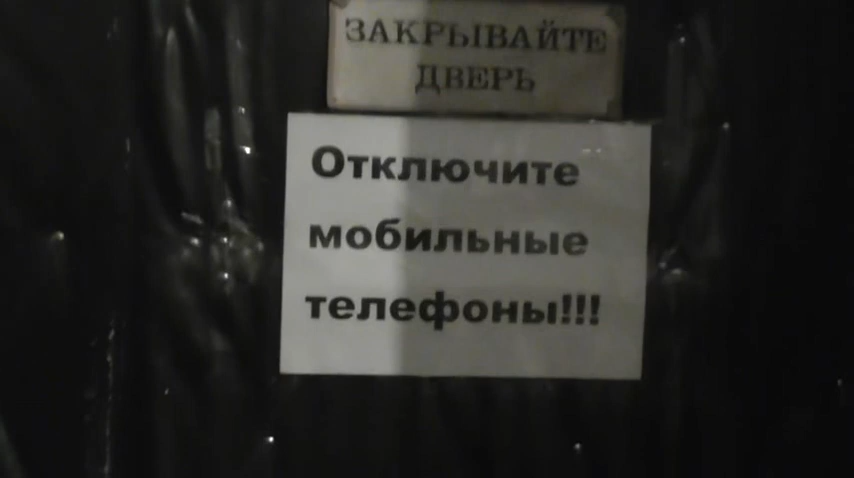 ЗАКРЫВАЙТЕ
ДВЕРЬ
Отключите
мобильные
телефоны!!!